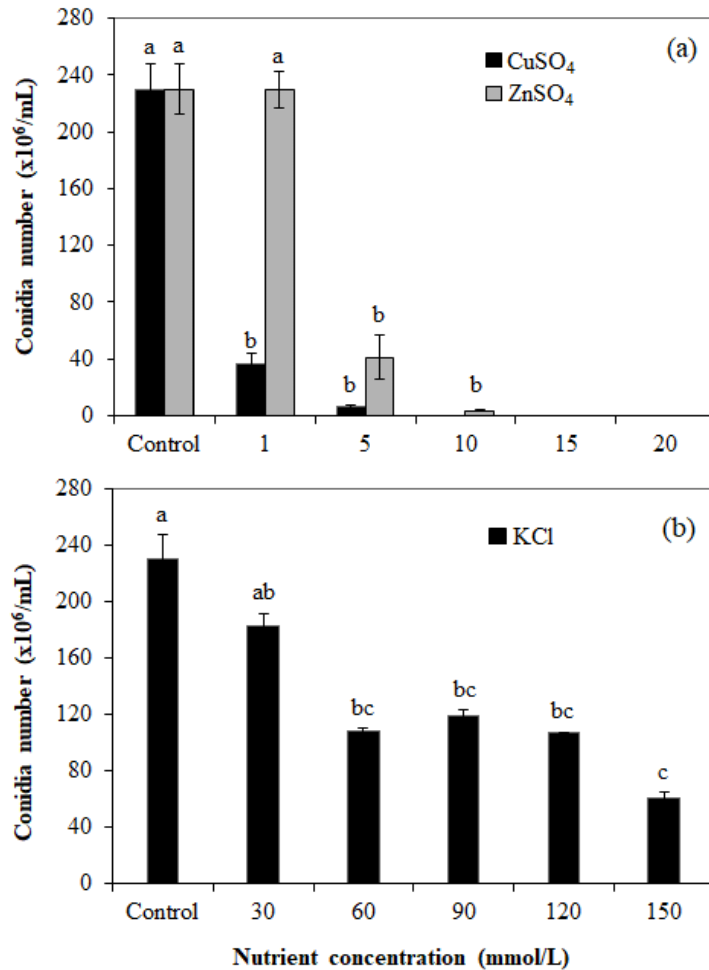 280
240
200
160
120
80
40
0
Conidia number (x10⁶/mL)
(a)
CuSO₄
ZnSO₄
a a a
b b b b
Control 1 5 10 15 20
280
240
200
160
120
80
40
0
Conidia number (x10⁶/mL)
(b)
KCl
a ab bc bc bc c
Control 30 60 90 120 150
Nutrient concentration (mmol/L)